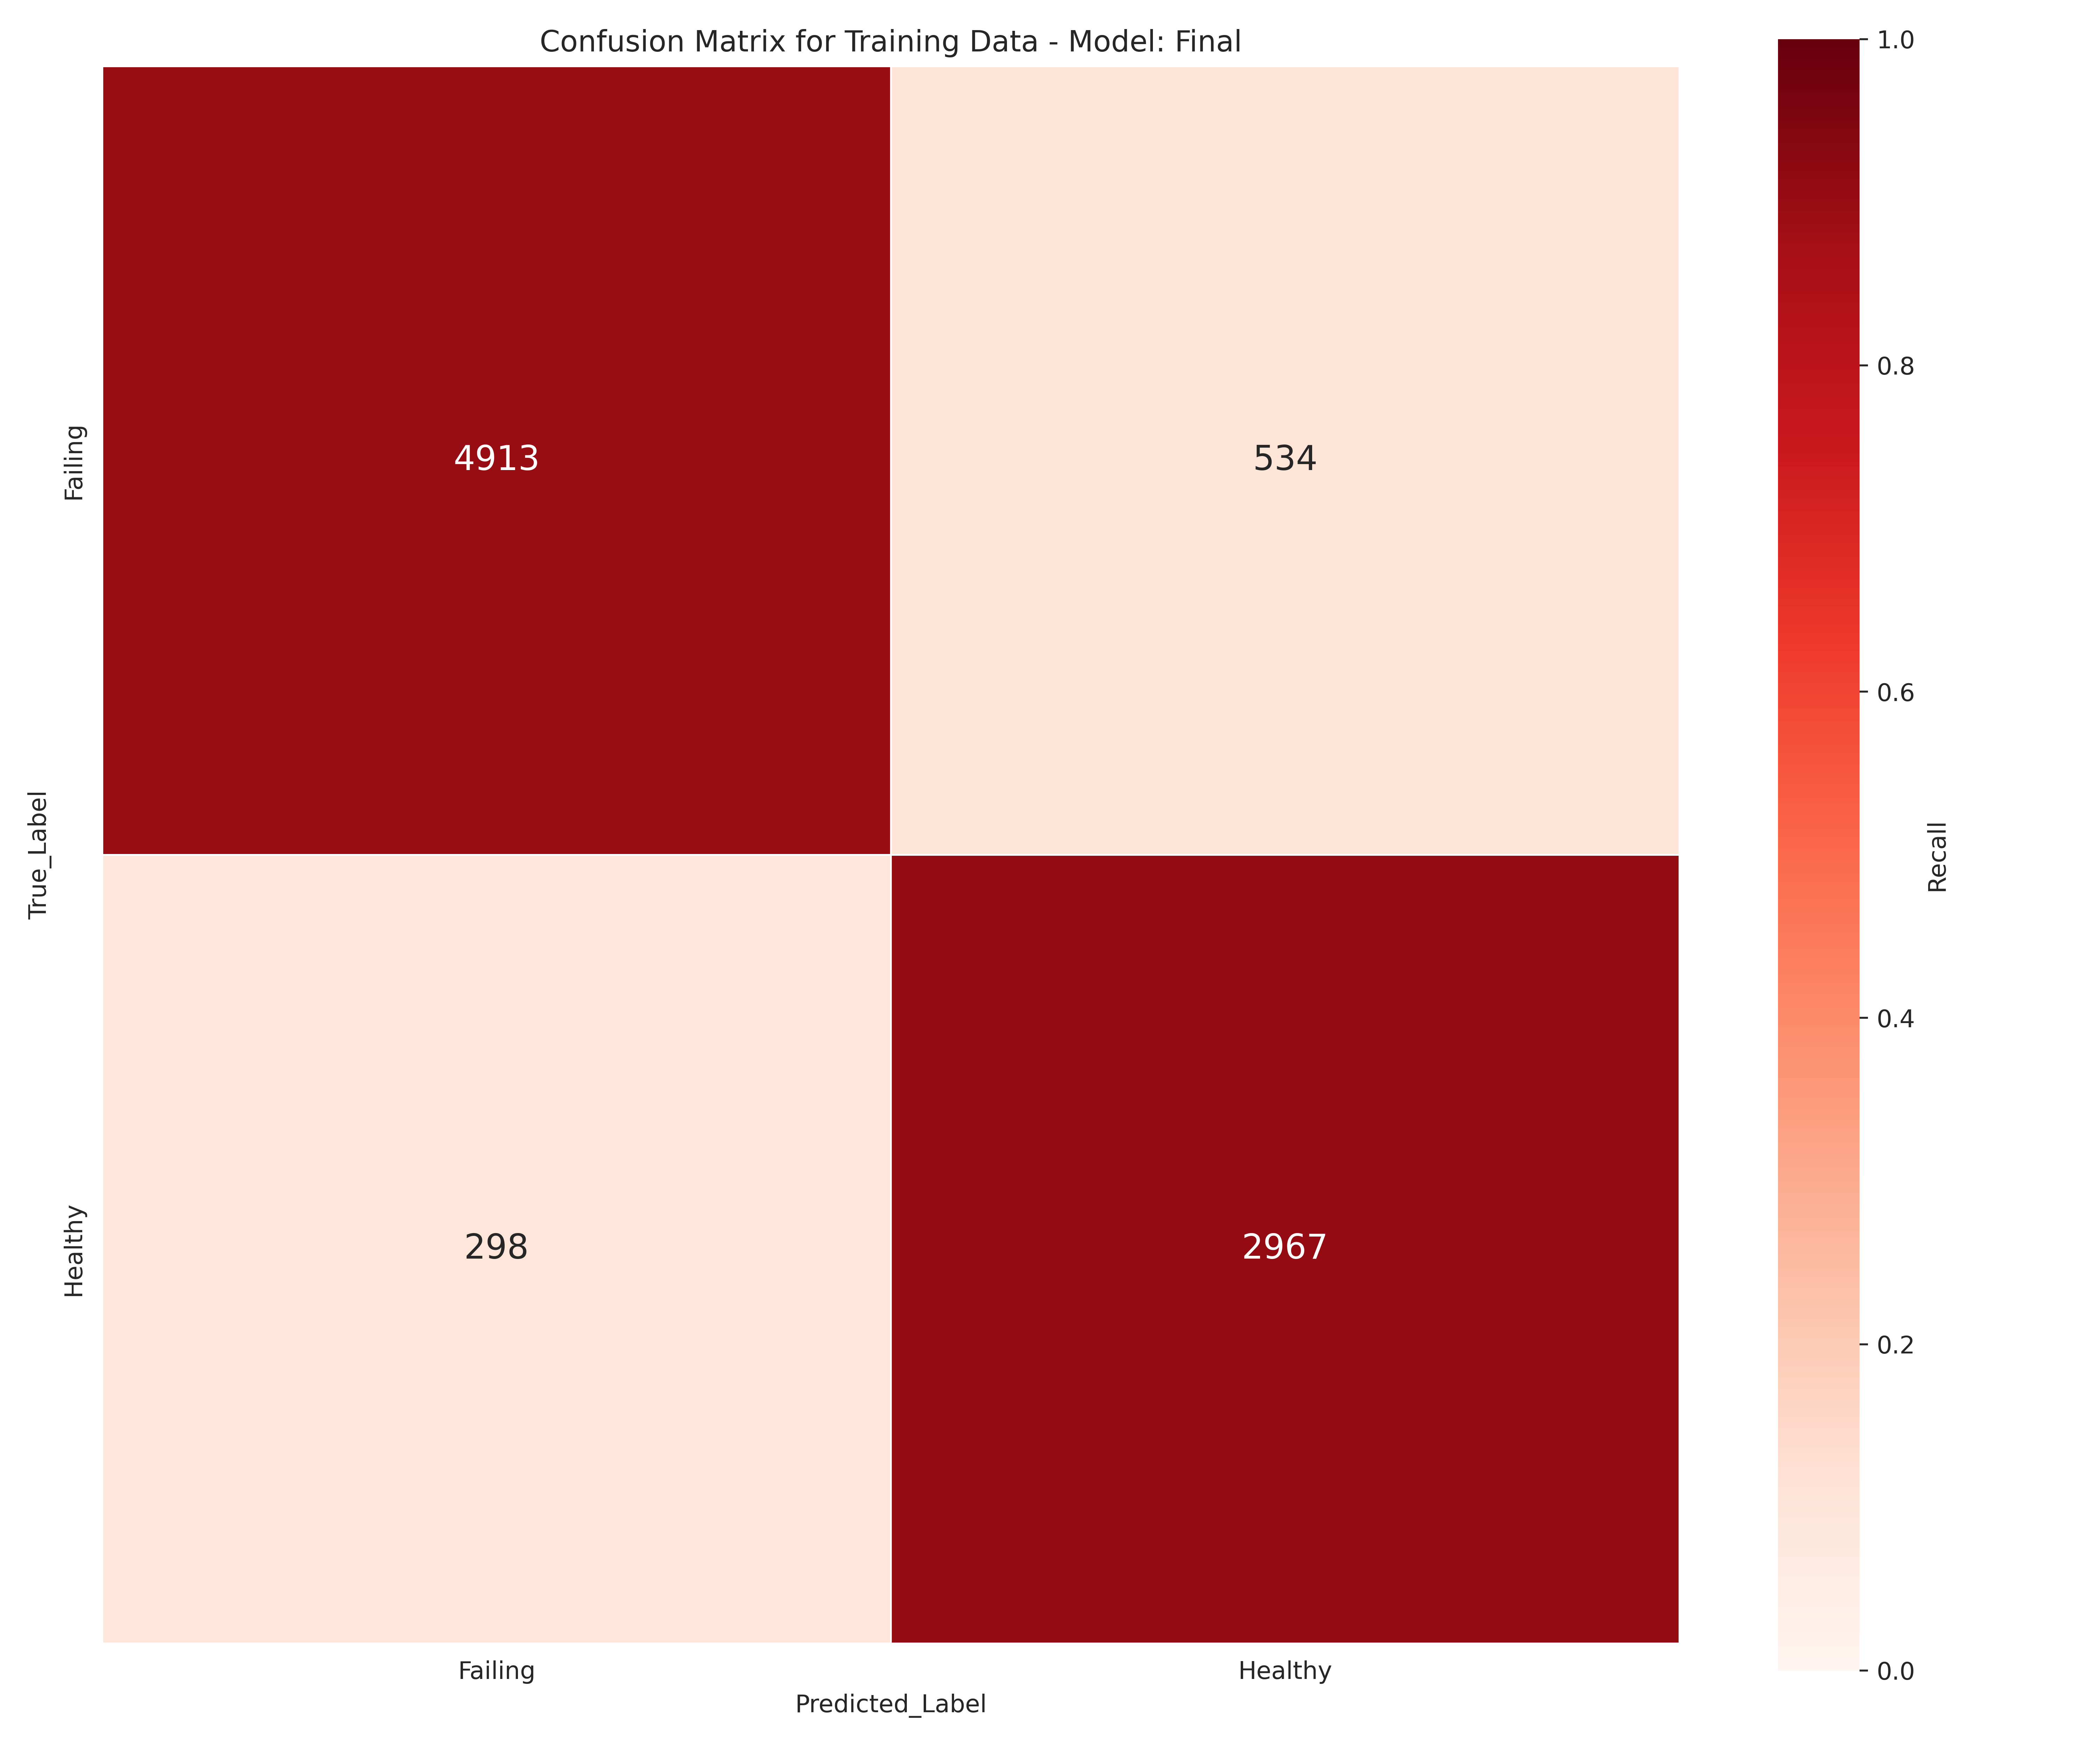 Confusion Matrix for Training Data - Model: Final
True_Label
Failing
4913
534
Healthy
298
2967
Failing
Healthy
Predicted_Label
1.0
0.8
0.6
0.4
0.2
0.0
Recall